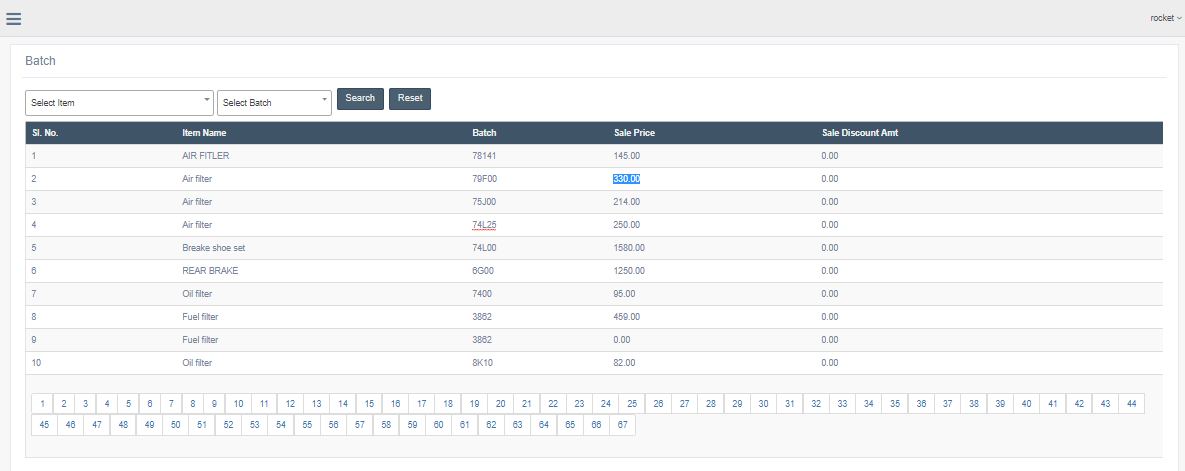 rocket
Batch
Select Item Select Batch Search Reset
Sl. No. Item Name Batch Sale Price Sale Discount Amt
1 AIR FITLER 78141 145.00 0.00
2 Air filter 79F00 330.00 0.00
3 Air filter 75J00 214.00 0.00
4 Air filter 74L25 250.00 0.00
5 Breake shoe set 74L00 1580.00 0.00
6 REAR BRAKE 6G00 1250.00 0.00
7 Oil filter 7400 95.00 0.00
8 Fuel filter 3862 459.00 0.00
9 Fuel filter 3862 0.00 0.00
10 Oil filter 8K10 82.00 0.00
1 2 3 4 5 6 7 8 9 10 11 12 13 14 15 16 17 18 19 20 21 22 23 24 25 26 27 28 29 30 31 32 33 34 35 36 37 38 39 40 41 42 43 44
45 46 47 48 49 50 51 52 53 54 55 56 57 58 59 60 61 62 63 64 65 66 67